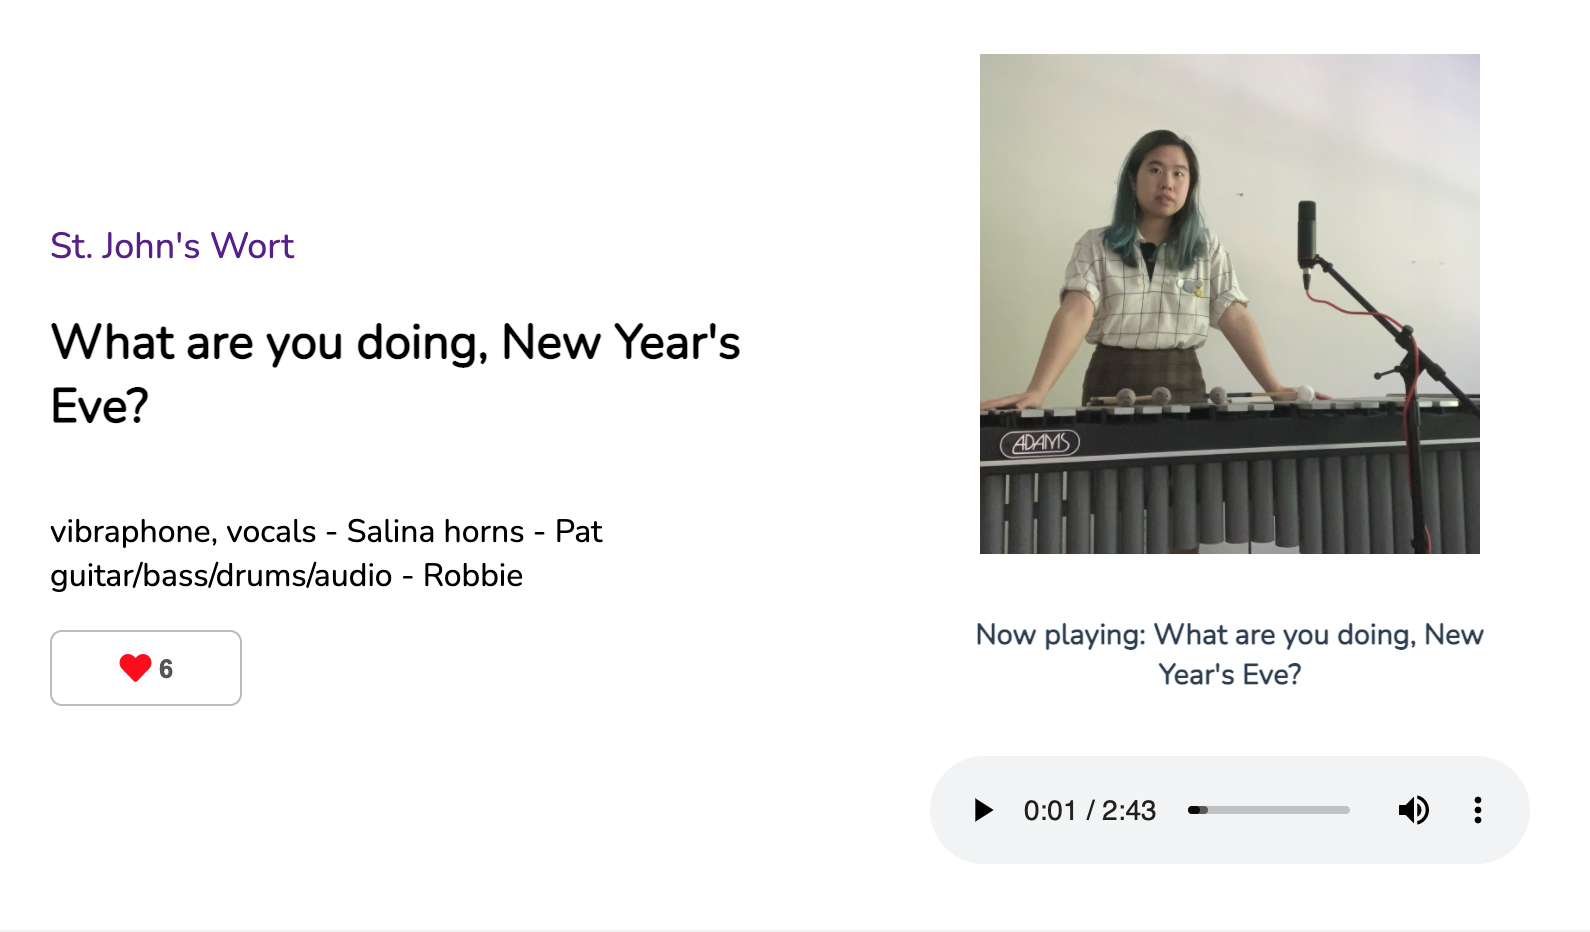 St. John's Wort
What are you doing, New Year's
Eve?
vibraphone, vocals - Salina horns - Pat
guitar/bass/drums/audio - Robbie
6
ADAMS
Now playing: What are you doing, New
Year's Eve?
0:01 / 2:43